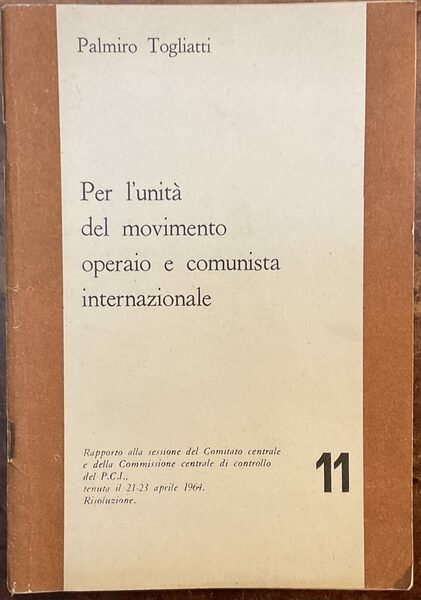 Palmiro Togliatti
Per l'unità
del movimento
operaio e comunista
internazionale
Rapporto alla sessione del Comitato centrale
e della Commissione centrale di controllo
del P.C.I.,
tenuta il 21-23 aprile 1964.
Risoluzione.
11